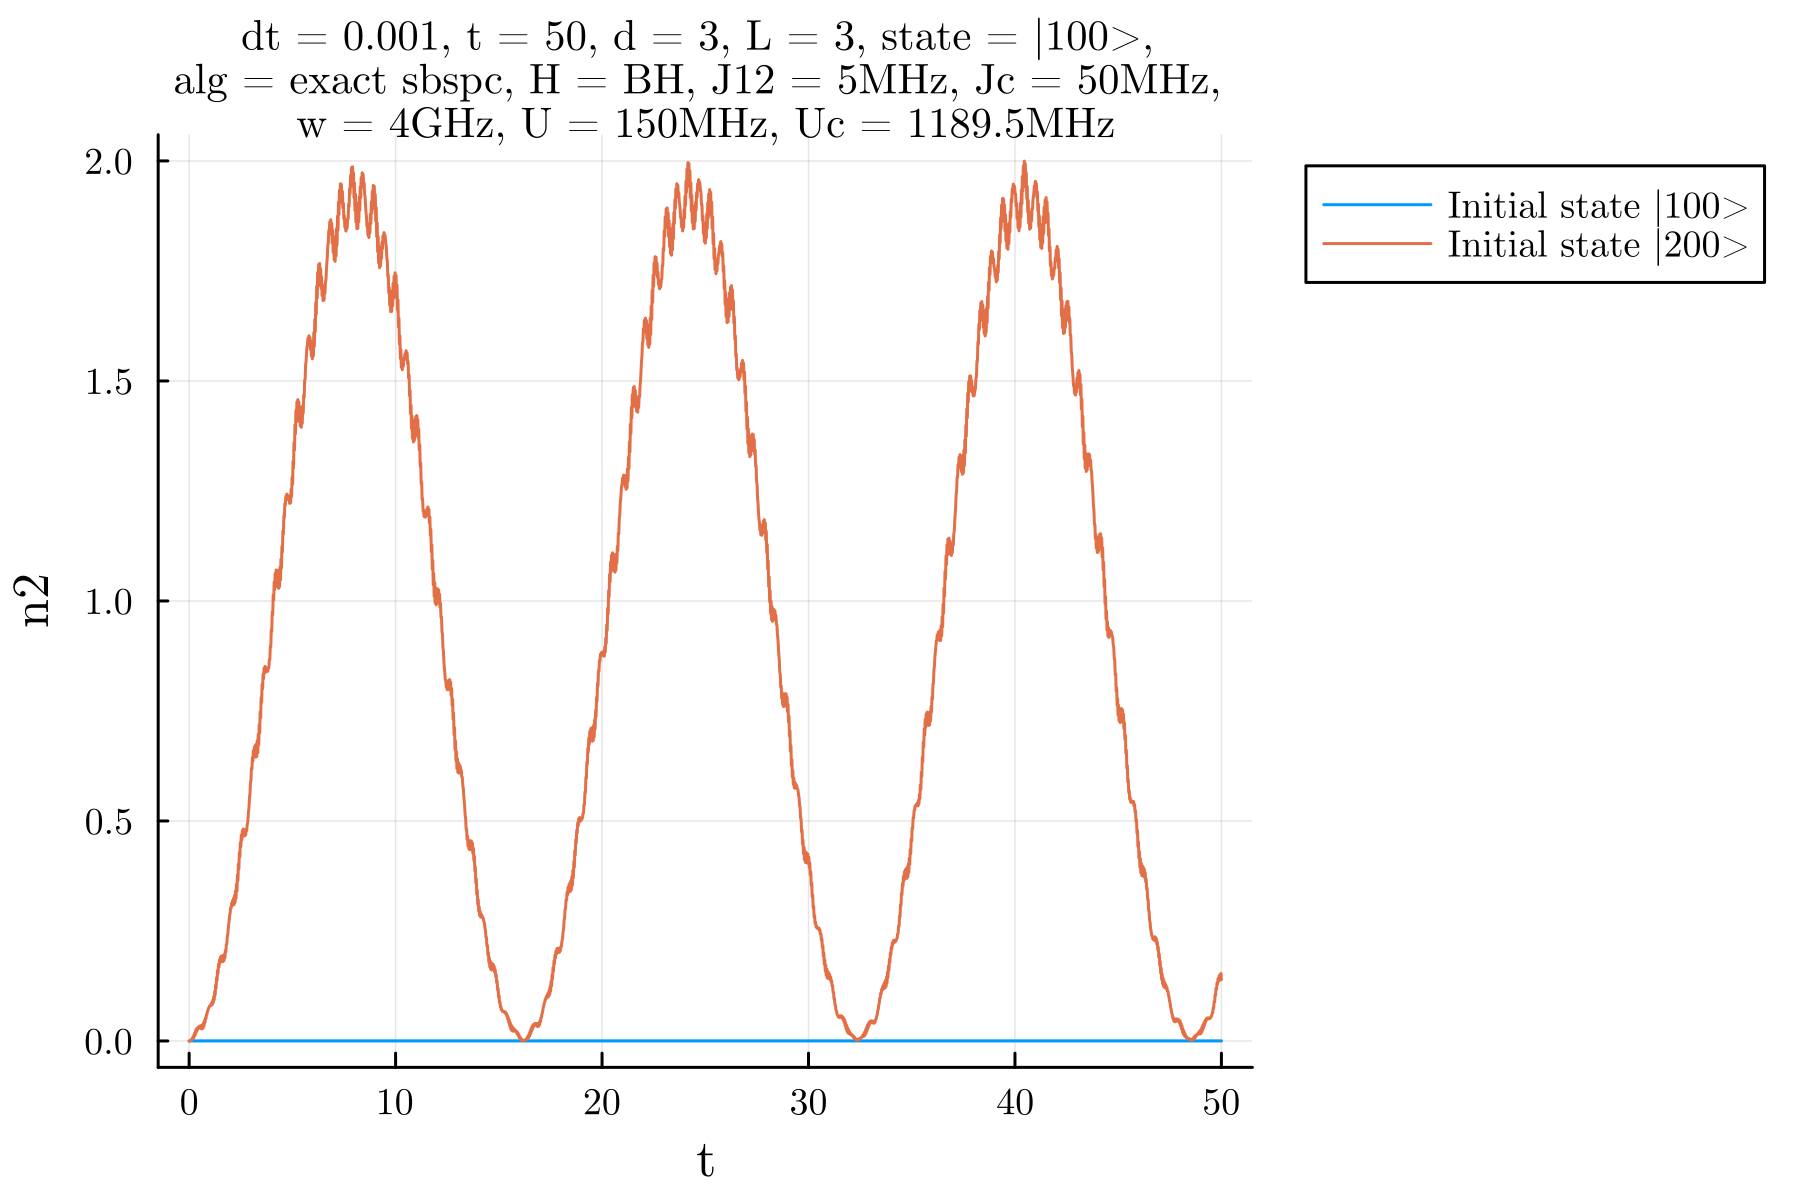 dt = 0.001, t = 50, d = 3, L = 3, state = |100>,
alg = exact sbspc, H = BH, J12 = 5MHz, Jc = 50MHz,
w = 4GHz, U = 150MHz, Uc = 1189.5MHz
Initial state |100>
Initial state |200>
n2
2.0
1.5
1.0
0.5
0.0
0 10 20 30 40 50
t